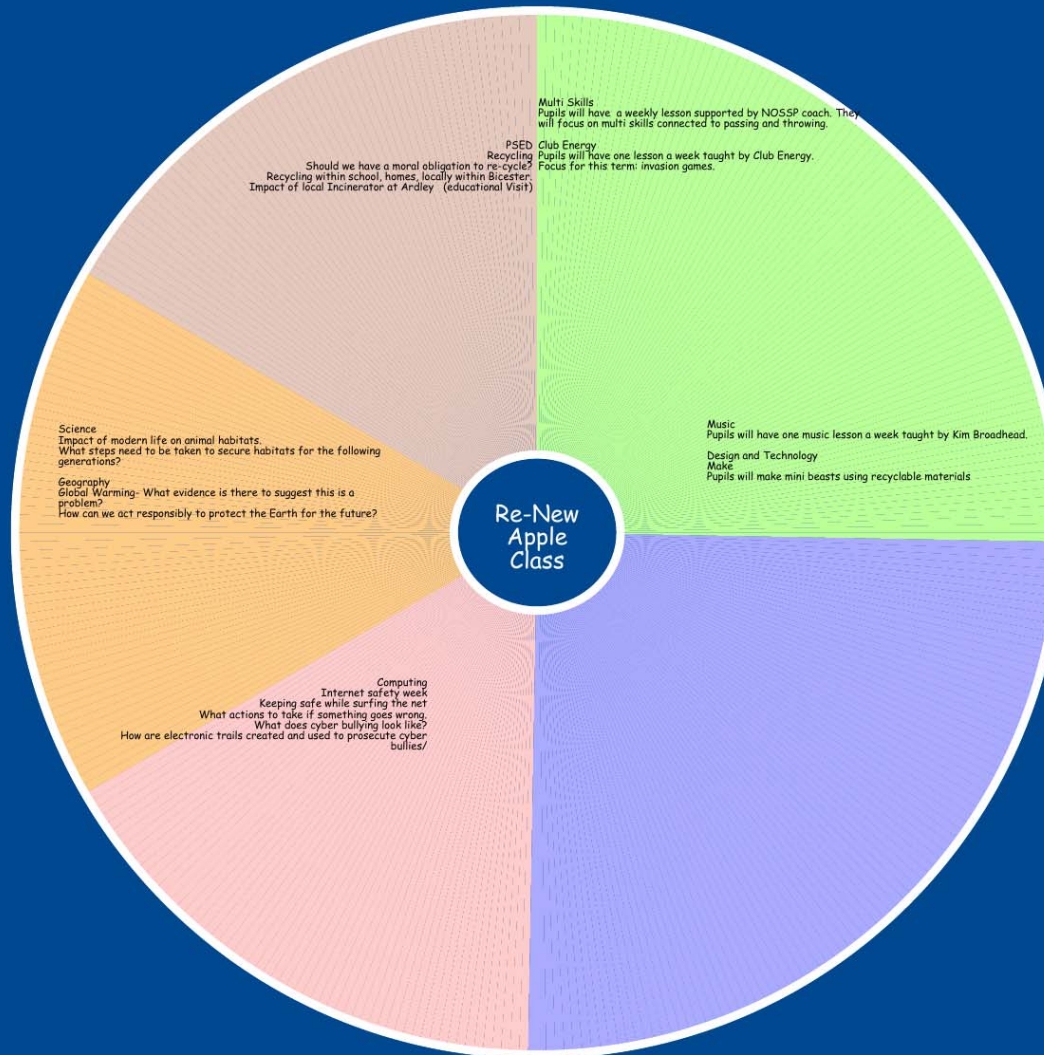 Multi Skills
Pupils will have a weekly lesson supported by NOSSP coach. They
will focus on multi skills connected to passing and throwing.
Club Energy
Pupils will have one lesson a week taught by Club Energy.
Focus for this term: invasion games.
PSED
Recycling
Should we have a moral obligation to re-cycle?
Recycling within school, homes, locally within Bicester.
Impact of local Incinerator at Ardley (educational Visit)
Music
Pupils will have one music lesson a week taught by Kim Broadhead.
Design and Technology
Make
Pupils will make mini beasts using recyclable materials
Science
Impact of modern life on animal habitats.
What steps need to be taken to secure habitats for the following
generations?
Geography
Global Warming- What evidence is there to suggest this is a
problem?
How can we act responsibly to protect the Earth for the future?
Re-New
Apple
Class
Computing
Internet safety week
Keeping safe while surfing the net
What actions to take if something goes wrong,
What does cyber bullying look like?
How are electronic trails created and used to prosecute cyber
bullies/